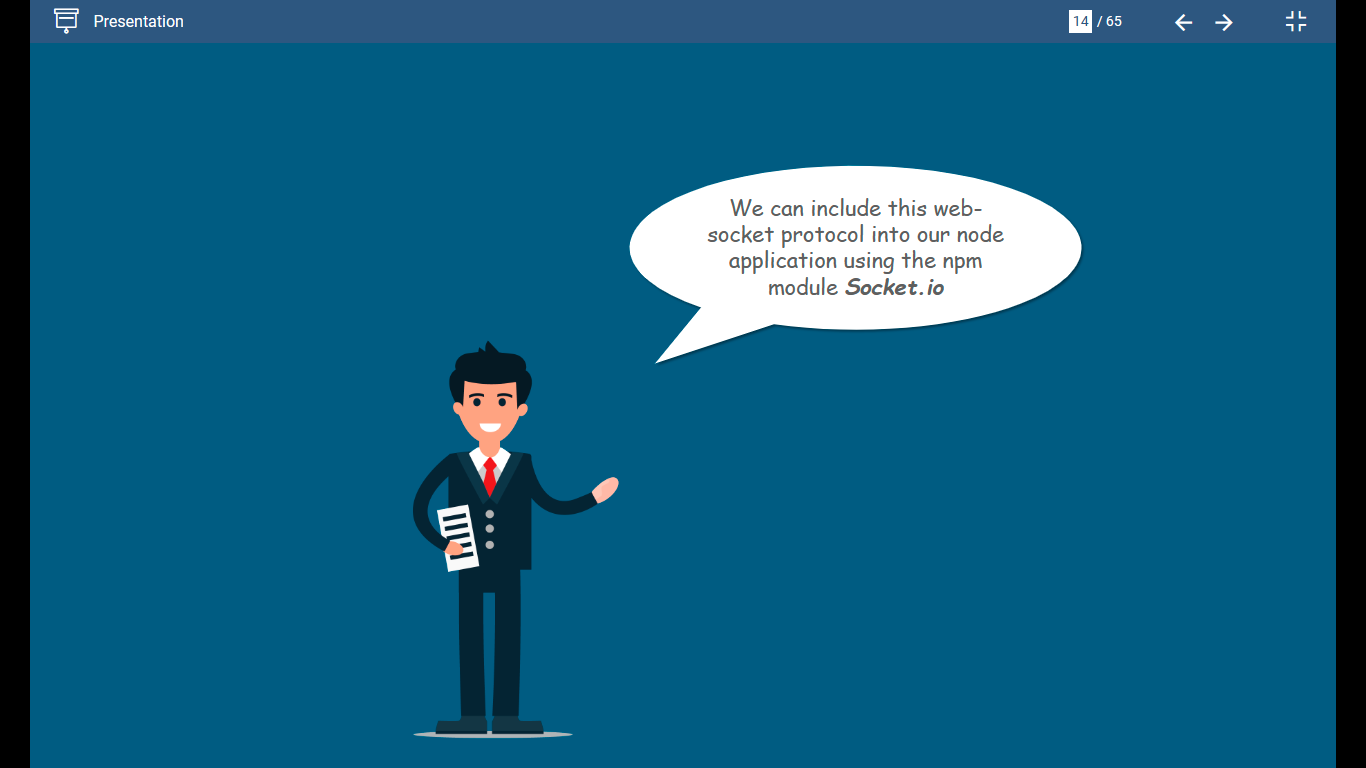 Presentation
14 / 65
We can include this web-
socket protocol into our node
application using the npm
module Socket.io